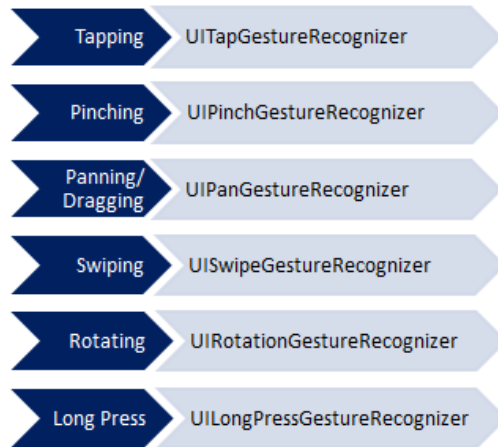 Tapping UITapGestureRecognizer
Pinching UIPinchGestureRecognizer
Panning/
Dragging UIPanGestureRecognizer
Swiping UISwipeGestureRecognizer
Rotating UIRotationGestureRecognizer
Long Press UILongPressGestureRecognizer